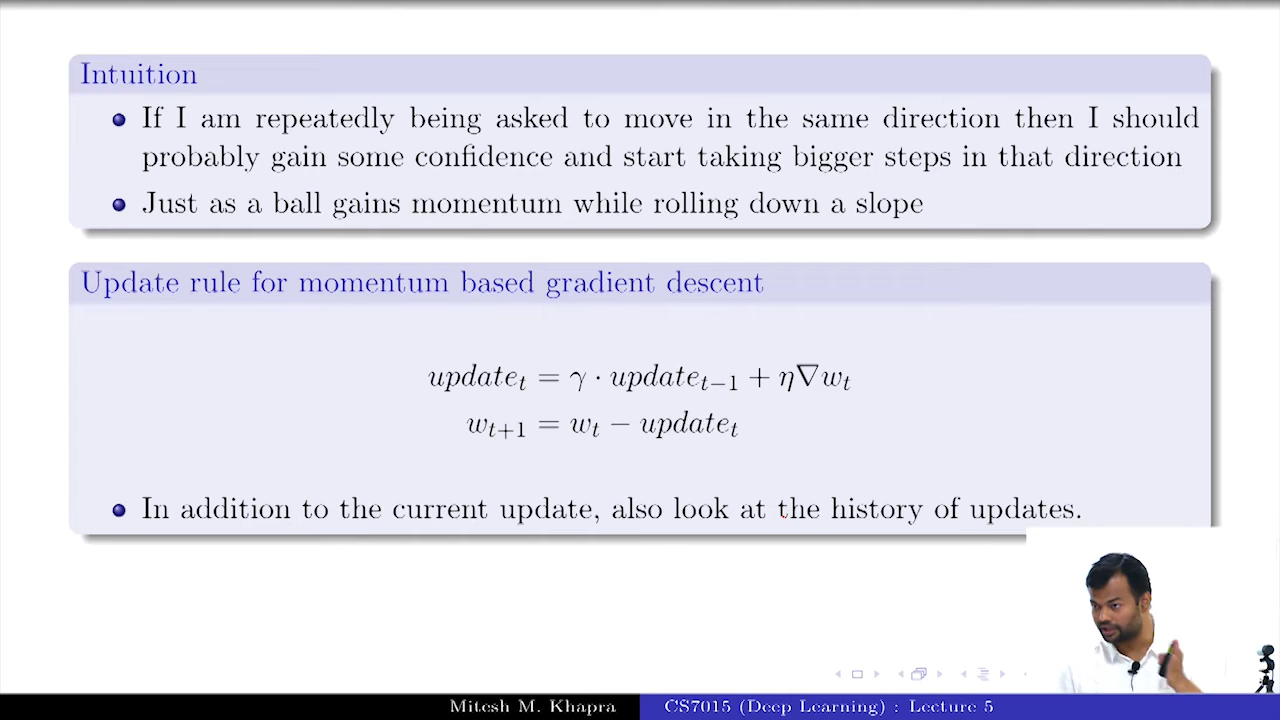 Intuition
If I am repeatedly being asked to move in the same direction then I should
probably gain some confidence and start taking bigger steps in that direction
Just as a ball gains momentum while rolling down a slope
Update rule for momentum based gradient descent
update_t = γ · update_{t−1} + η∇w_t
w_{t+1} = w_t − update_t
In addition to the current update, also look at the history of updates.
Mitesh M. Khapra CS7015 (Deep Learning) : Lecture 5